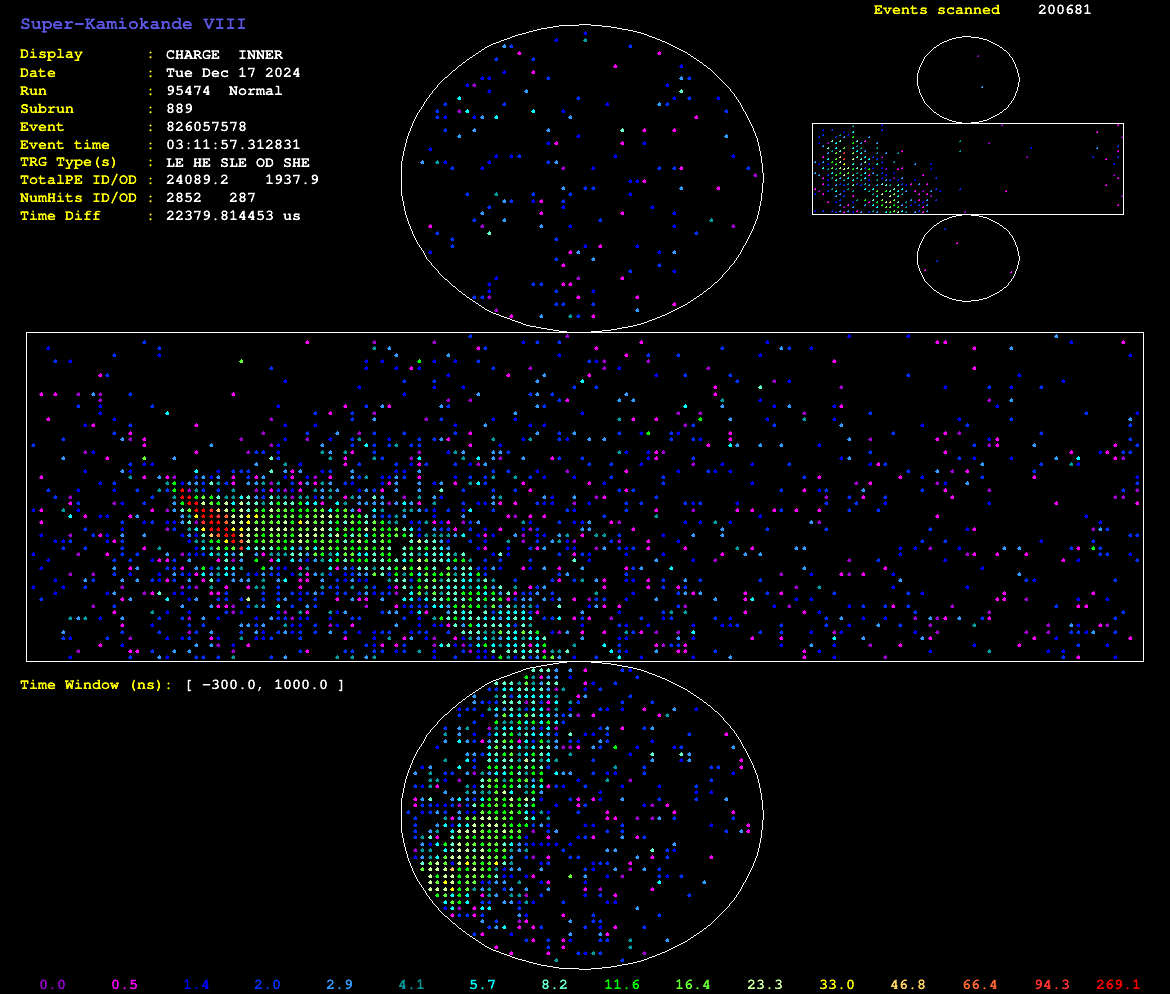 Super-Kamiokande VIII
Events scanned 200681
Display : CHARGE INNER
Date : Tue Dec 17 2024
Run : 95474 Normal
Subrun : 889
Event : 826057578
Event time : 03:11:57.312831
TRG Type(s) : LE HE SLE OD SHE
TotalPE ID/OD : 24089.2 1937.9
NumHits ID/OD : 2852 287
Time Diff : 22379.814453 us
Time Window (ns): [ -300.0, 1000.0 ]
0.0 0.5 1.4 2.0 2.9 4.1 5.7 8.2 11.6 16.4 23.3 33.0 46.8 66.4 94.3 269.1